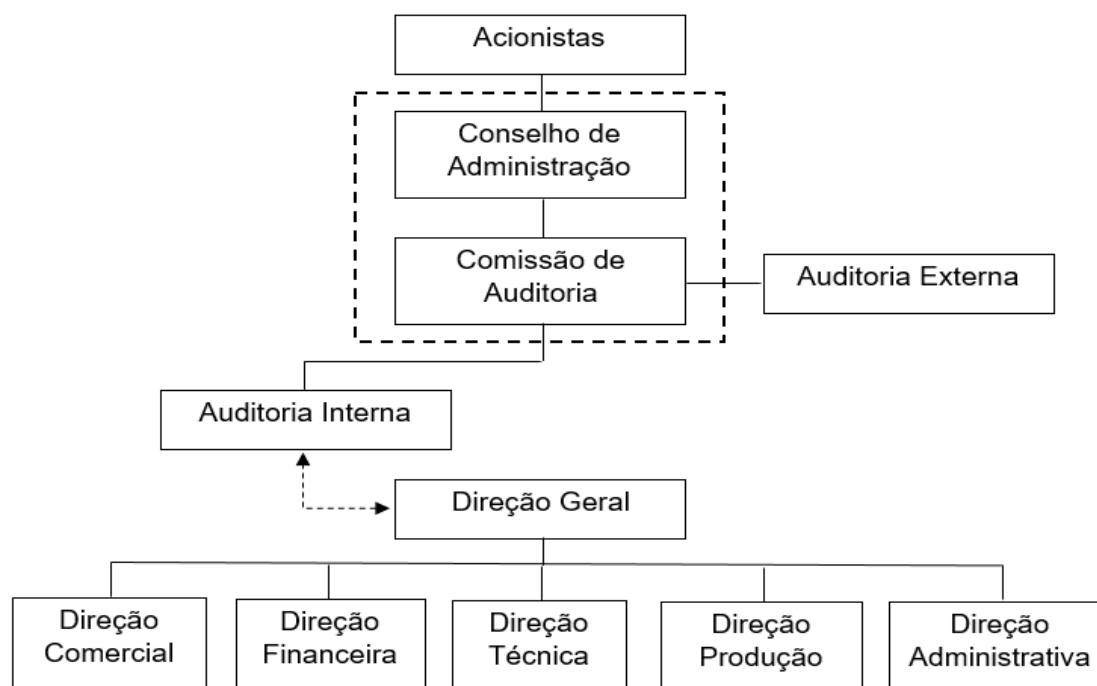 Acionistas
Conselho de
Administração
Comissão de
Auditoria
Auditoria Externa
Auditoria Interna
Direção Geral
Direção
Comercial
Direção
Financeira
Direção
Técnica
Direção
Produção
Direção
Administrativa